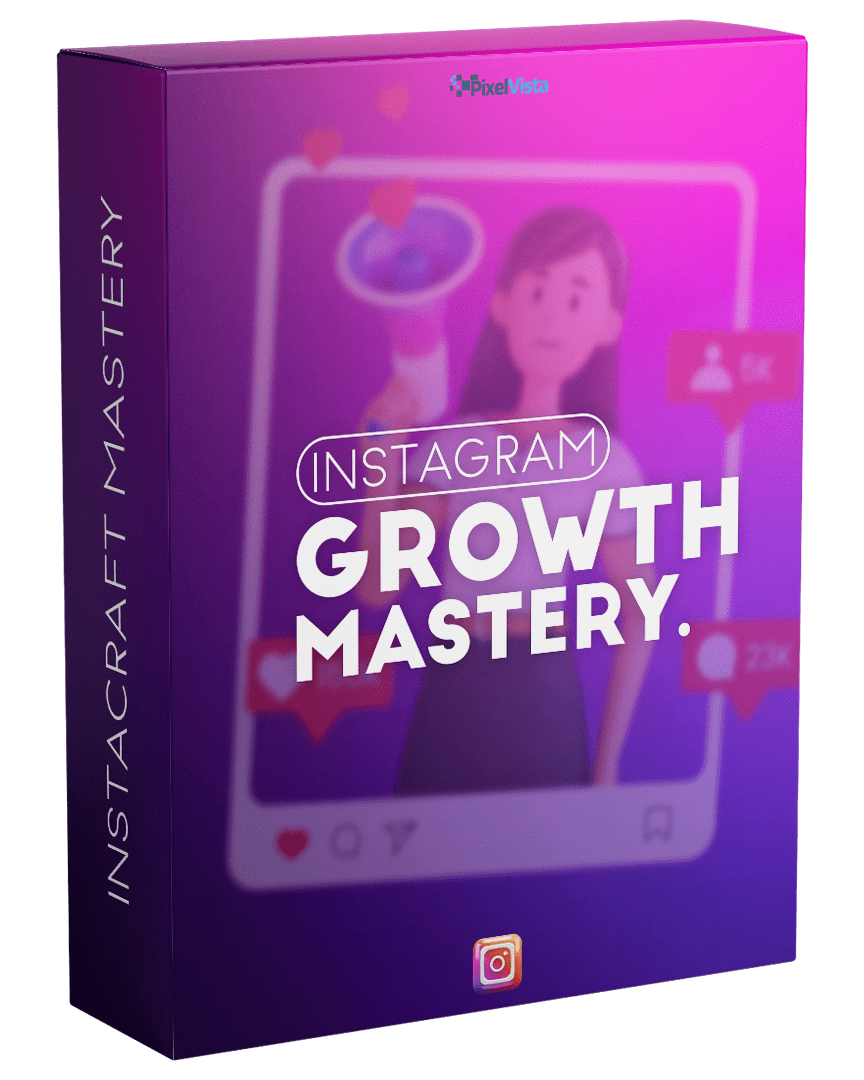 PixelVista
INSTACRAFT MASTERY
5K
INSTAGRAM
GROWTH
MASTERY.
23K